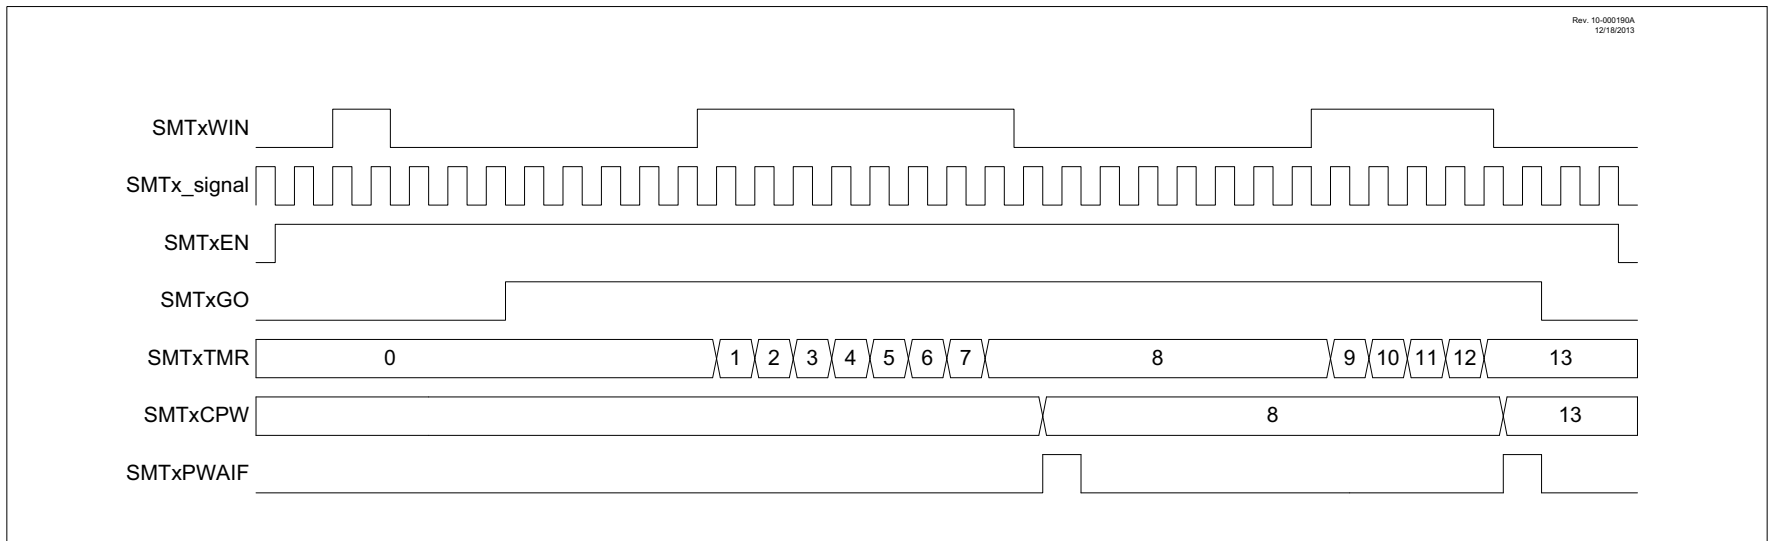 Rev. 10-000190A
12/18/2013
SMTxWIN
SMTx_signal
SMTxEN
SMTxGO
SMTxTMR 0 1 2 3 4 5 6 7 8 9 10 11 12 13
SMTxCPW 8 13
SMTxPWAIF